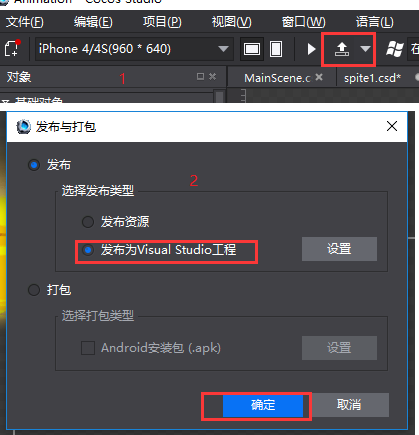 Animation - Cocos Studio
文件(F) 编辑(E) 项目(P) 视图(V) 窗口(W) 语言(L)
iPhone 4/4S(960 * 640)
对象 1 MainScene.c spite1.csd*
基础对象
发布与打包
发布
选择发布类型 2
发布资源
发布为Visual Studio工程 设置
打包
选择打包类型
Android安装包 (.apk) 设置
确定 取消